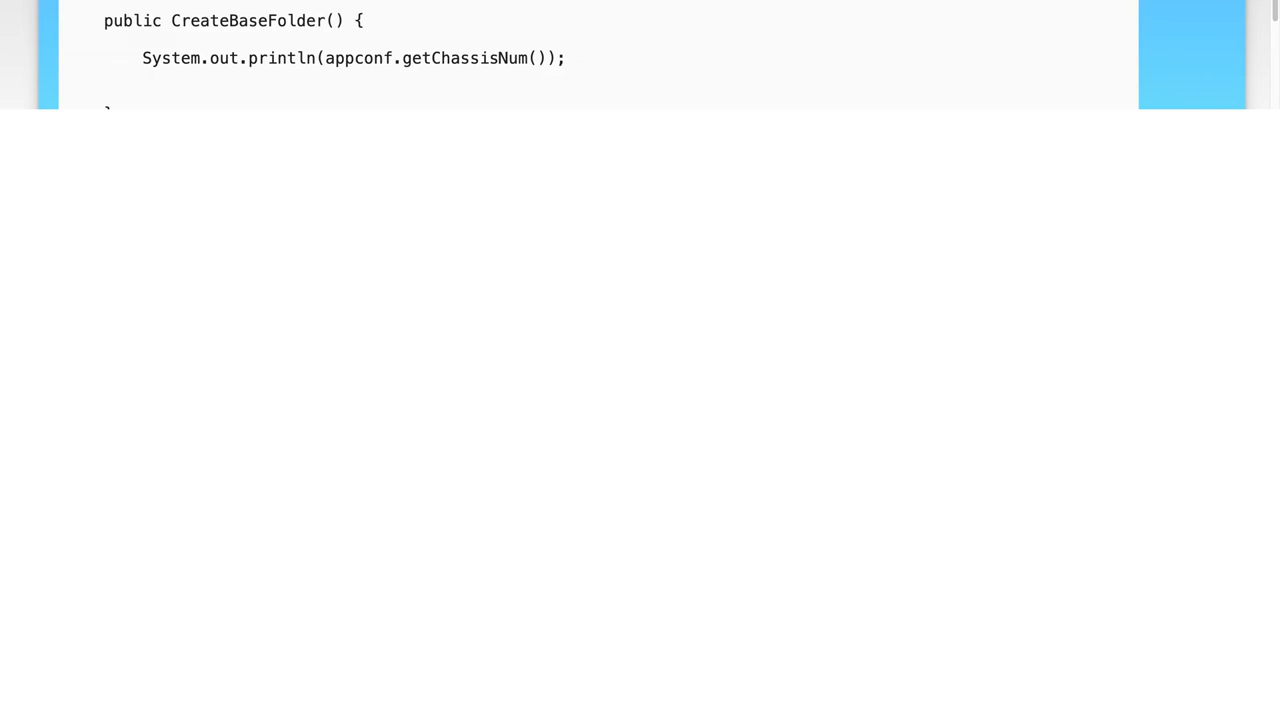 public CreateBaseFolder() {
System.out.println(appconf.getChassisNum());
}